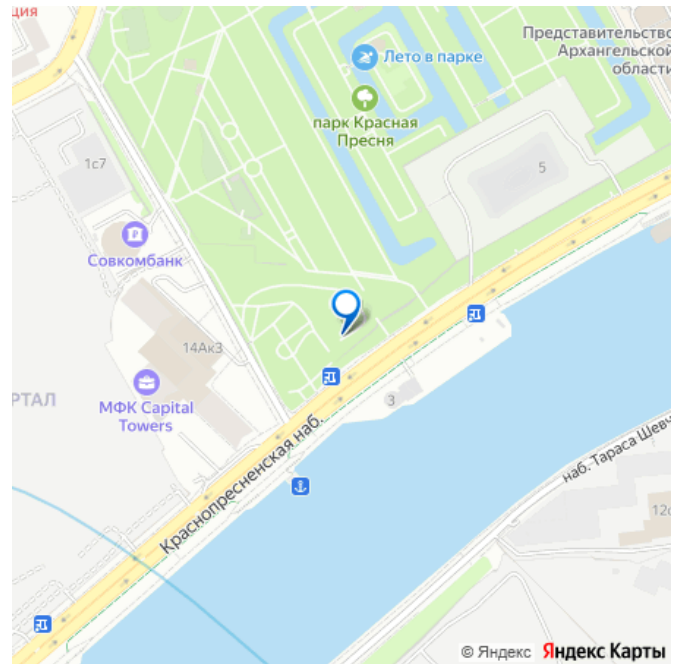 ция
Представительство
Архангельской
области
Лето в парке
парк Красная
Пресня
1с7
5
Совкомбанк
14Ак3
МФК Capital
Towers
РТАЛ
3
Краснопресненская наб.
наб. Тараса Шевч
12с
© Яндекс Яндекс Карты